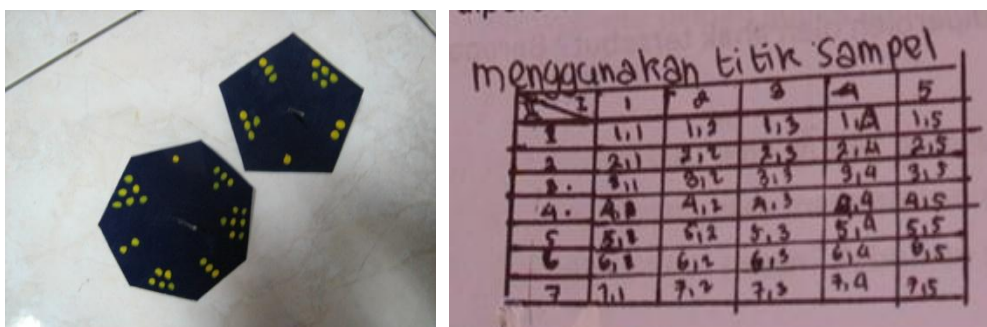 menggunakan titik sampel
II I 1 2 3 4 5
1 1,1 1,2 1,3 1,4 1,5
2 2,1 2,2 2,3 2,4 2,5
3. 3,1 3,2 3,3 3,4 3,5
4. 4,1 4,2 4,3 4,4 4,5
5 5,1 5,2 5,3 5,4 5,5
6 6,1 6,2 6,3 6,4 6,5
7 7,1 7,2 7,3 7,4 7,5